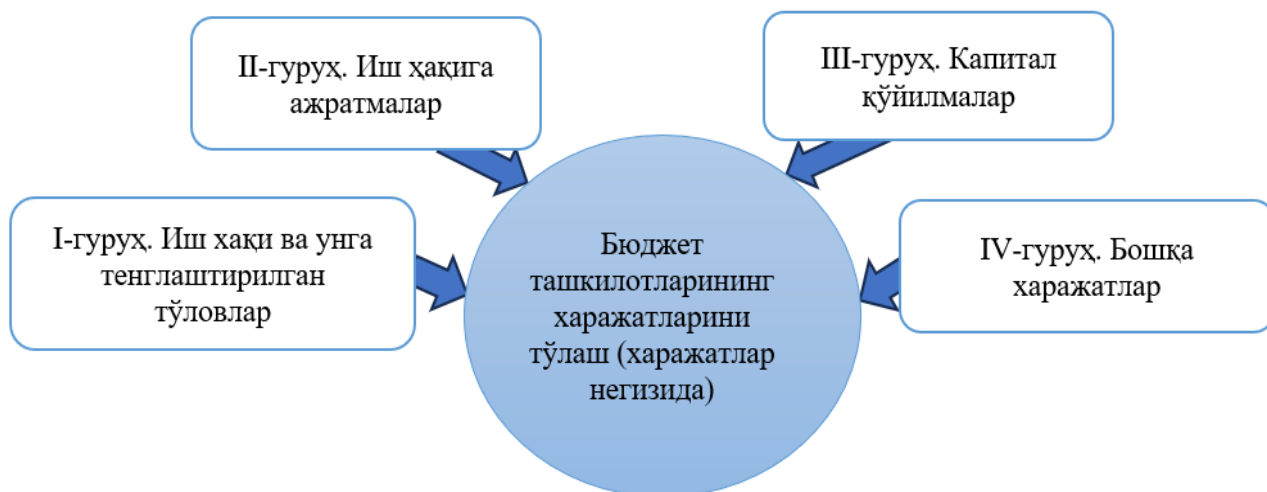 II-гуруҳ. Иш ҳақига
ажратмалар
III-гуруҳ. Капитал
қўйилмалар
I-гуруҳ. Иш хақи ва унга
тенглаштирилган
тўловлар
Бюджет
ташкилотларининг
харажатларини
тўлаш (харажатлар
негизида)
IV-гуруҳ. Бошқа
харажатлар